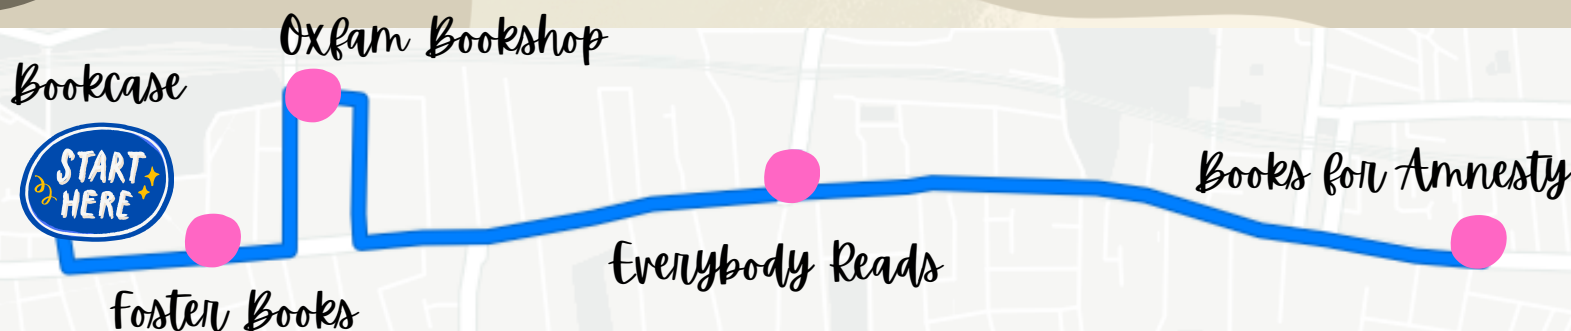 Oxfam Bookshop
Bookcase
START
HERE
Foster Books
Everybody Reads
Books for Amnesty